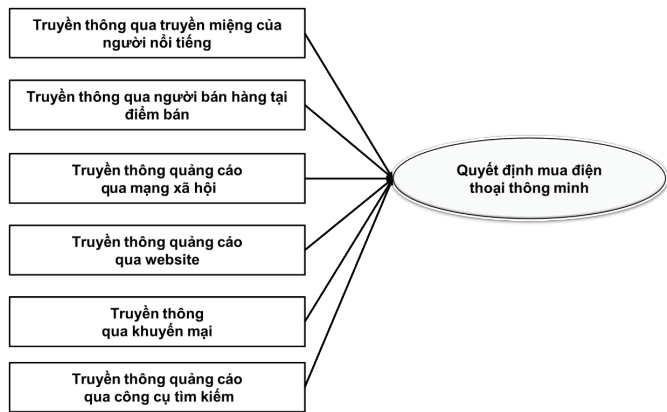 Truyền thông qua truyền miệng của
người nổi tiếng
Truyền thông qua người bán hàng tại
điểm bán
Truyền thông quảng cáo
qua mạng xã hội
Truyền thông quảng cáo
qua website
Truyền thông
qua khuyến mại
Truyền thông quảng cáo
qua công cụ tìm kiếm
Quyết định mua điện
thoại thông minh